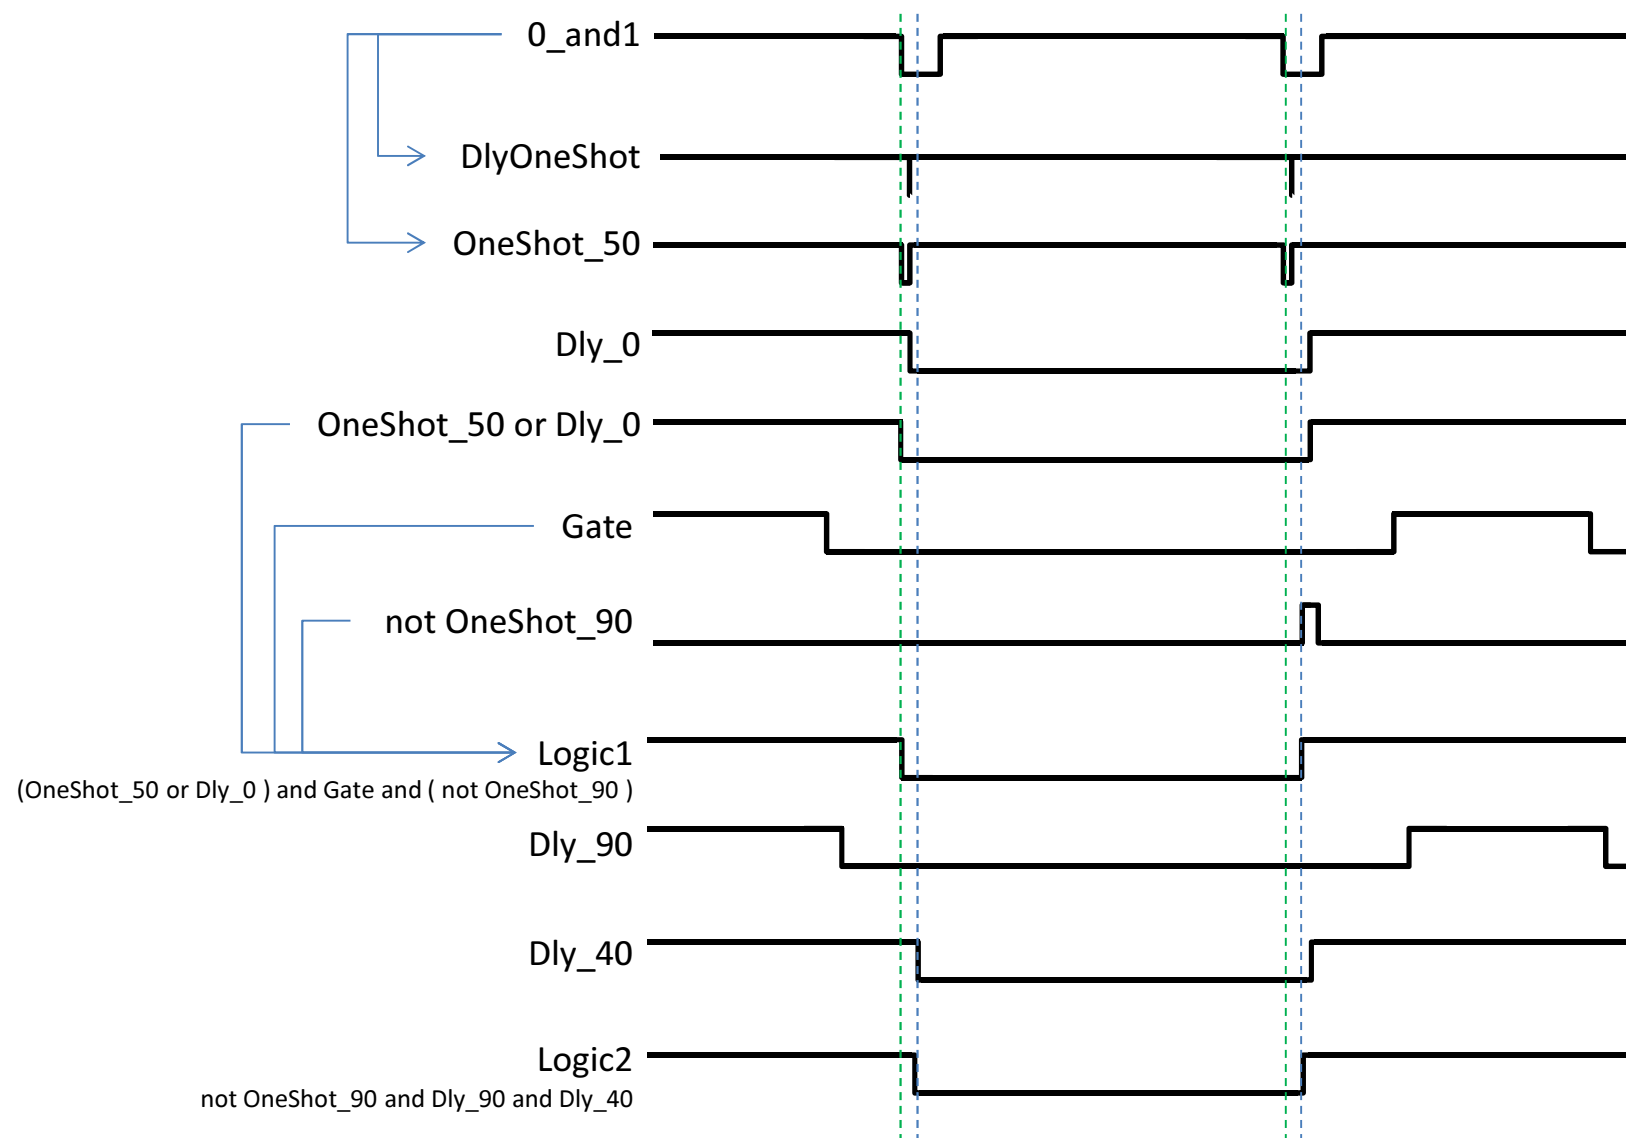 0_and1
DlyOneShot
OneShot_50
Dly_0
OneShot_50 or Dly_0
Gate
not OneShot_90
Logic1
(OneShot_50 or Dly_0 ) and Gate and ( not OneShot_90 )
Dly_90
Dly_40
Logic2
not OneShot_90 and Dly_90 and Dly_40